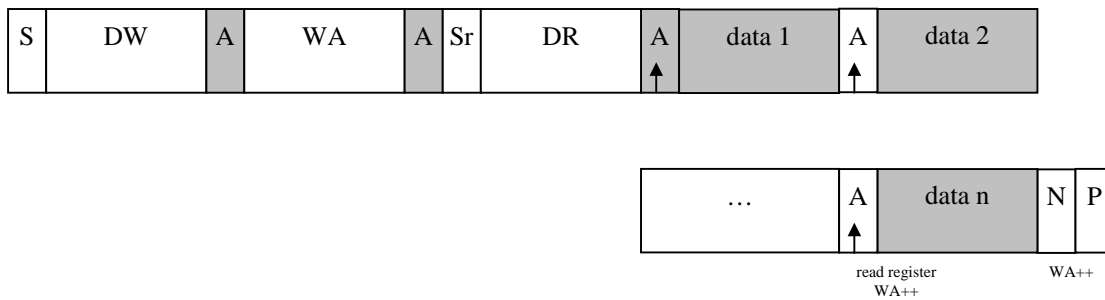 S DW A WA A Sr DR A data 1 A data 2
… A data n N P
read register WA++
WA++